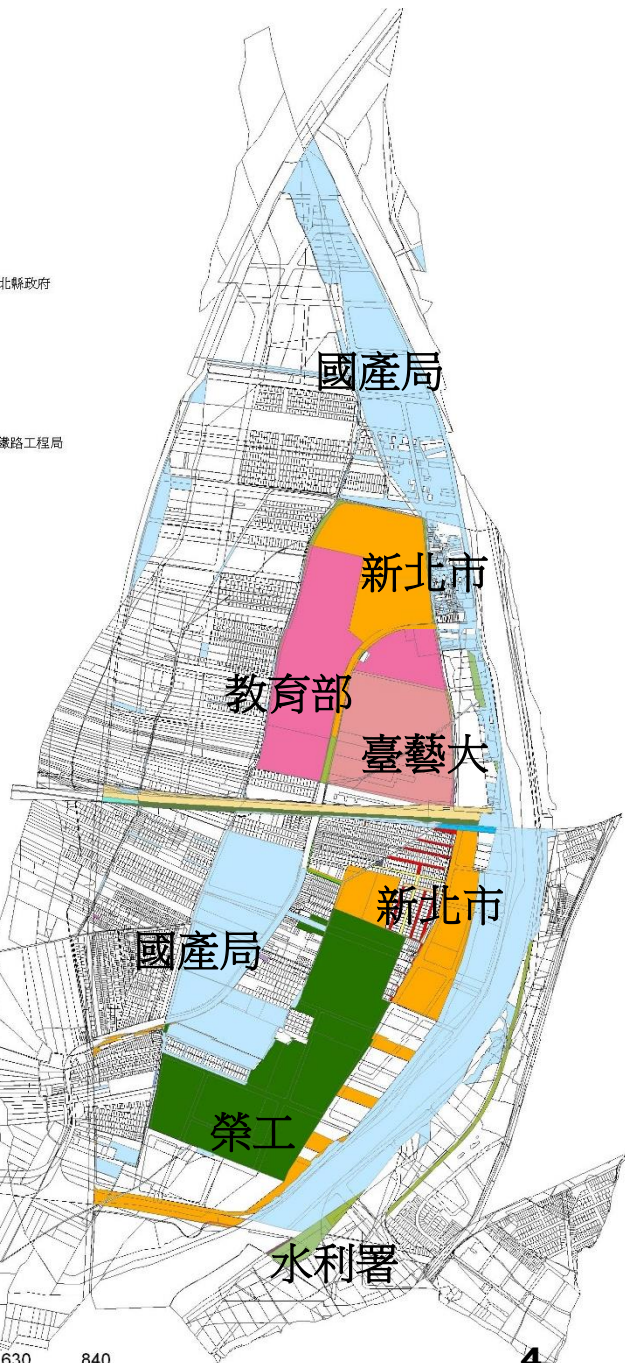 北縣政府
國產局
鐵路工程局
新北市
教育部
臺藝大
新北市
國產局
榮工
水利署
630 840
4